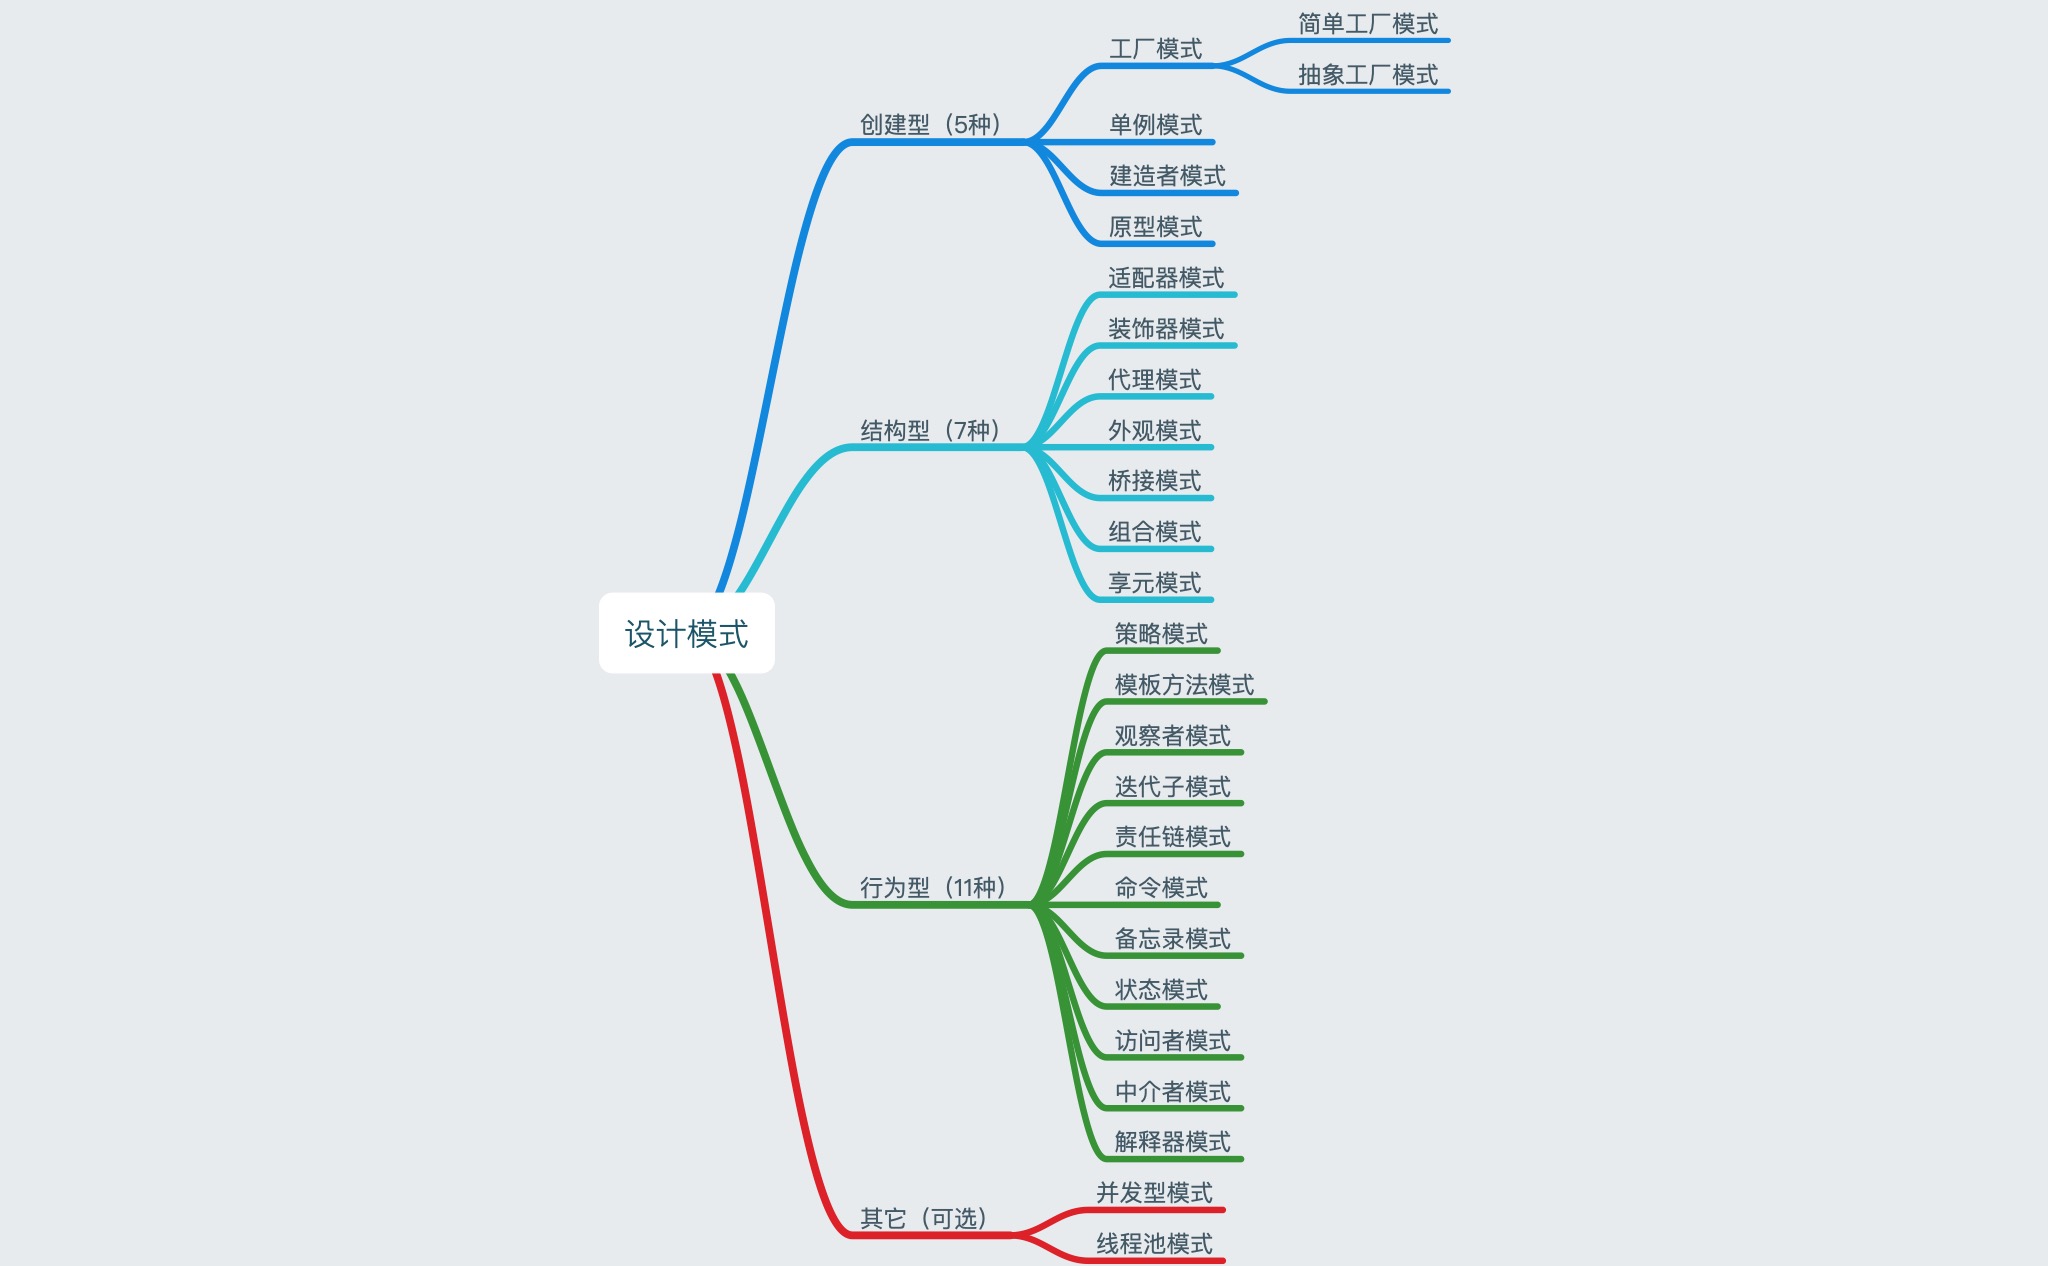 设计模式
创建型（5种）
工厂模式
简单工厂模式
抽象工厂模式
单例模式
建造者模式
原型模式
结构型（7种）
适配器模式
装饰器模式
代理模式
外观模式
桥接模式
组合模式
享元模式
行为型（11种）
策略模式
模板方法模式
观察者模式
迭代子模式
责任链模式
命令模式
备忘录模式
状态模式
访问者模式
中介者模式
解释器模式
其它（可选）
并发型模式
线程池模式